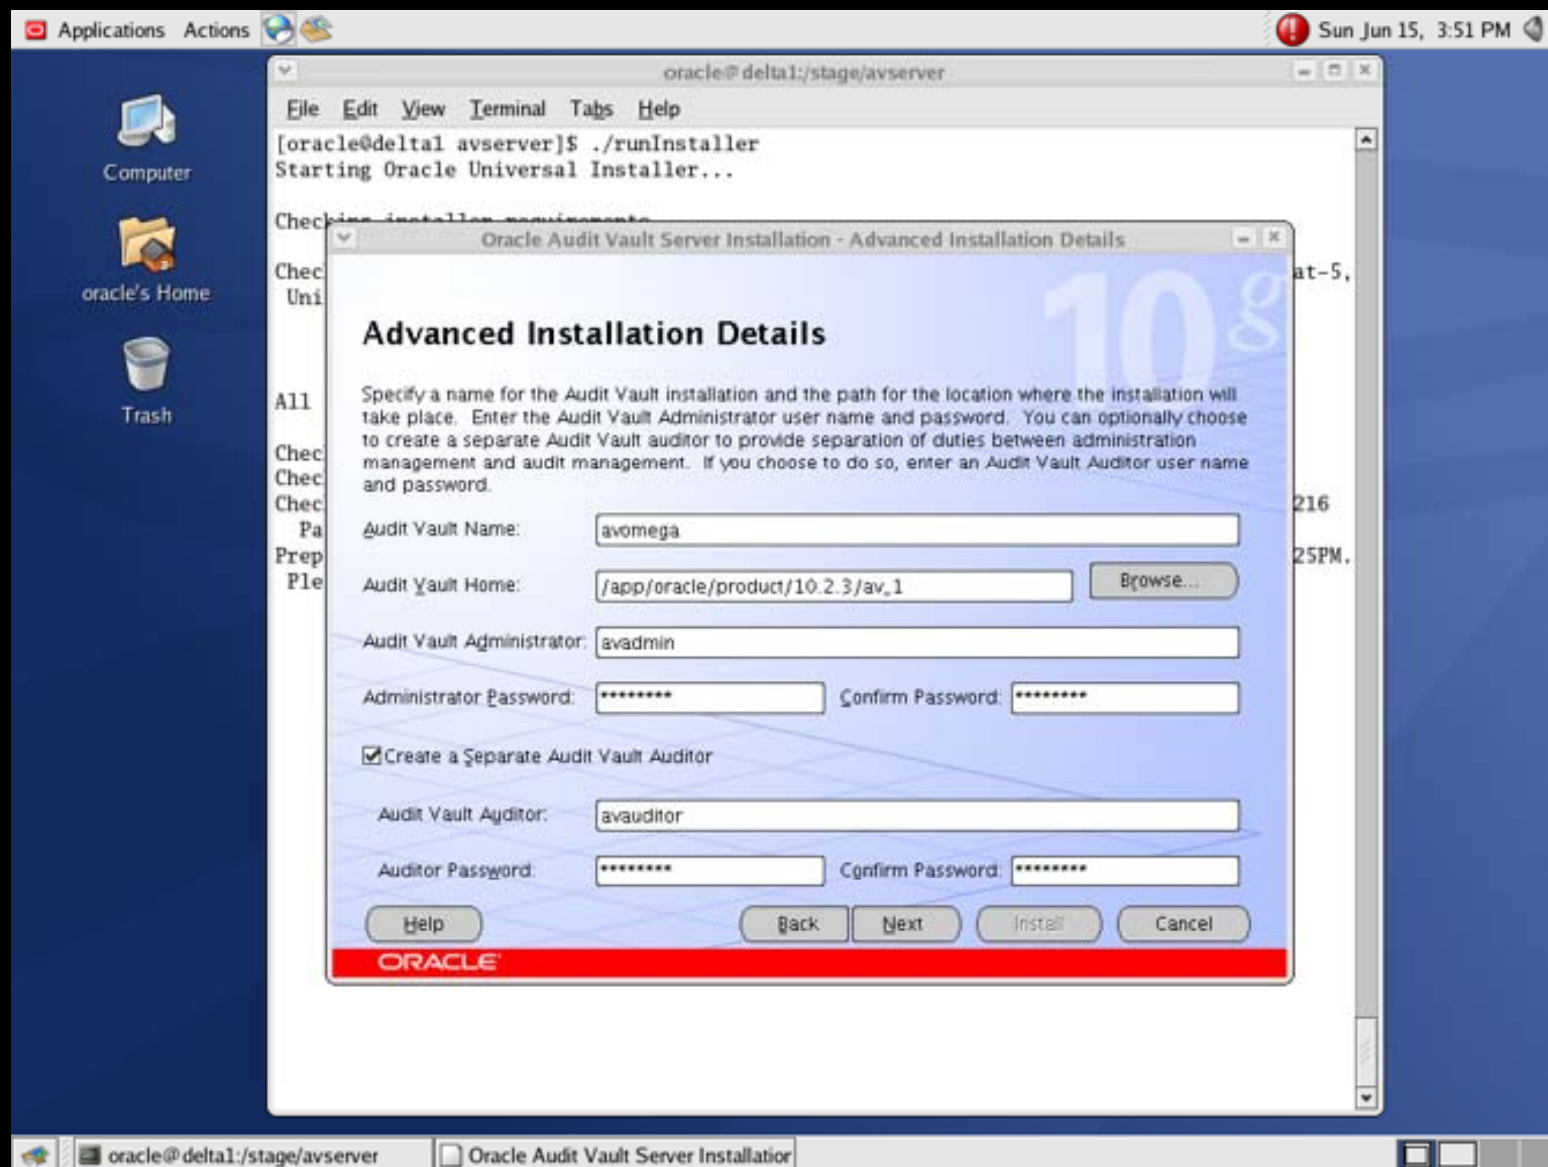 Applications Actions
Sun Jun 15, 3:51 PM
Computer
oracle's Home
Trash
oracle@delta1:/stage/avserver
File Edit View Terminal Tabs Help
[oracle@delta1 avserver]$ ./runInstaller
Starting Oracle Universal Installer...
Checking installer requirements
Chec at-5,
Uni
All
Chec
Chec
Chec 216
Pa
Prep 25PM.
Ple
Oracle Audit Vault Server Installation - Advanced Installation Details
10g
Advanced Installation Details
Specify a name for the Audit Vault installation and the path for the location where the installation will
take place. Enter the Audit Vault Administrator user name and password. You can optionally choose
to create a separate Audit Vault auditor to provide separation of duties between administration
management and audit management. If you choose to do so, enter an Audit Vault Auditor user name
and password.
Audit Vault Name: avomega
Audit Vault Home: /app/oracle/product/10.2.3/av_1 Browse...
Audit Vault Administrator: avadmin
Administrator Password: ******** Confirm Password: ********
Create a Separate Audit Vault Auditor
Audit Vault Auditor: avauditor
Auditor Password: ******** Confirm Password: ********
Help Back Next Install Cancel
ORACLE
oracle@delta1:/stage/avserver Oracle Audit Vault Server Installation